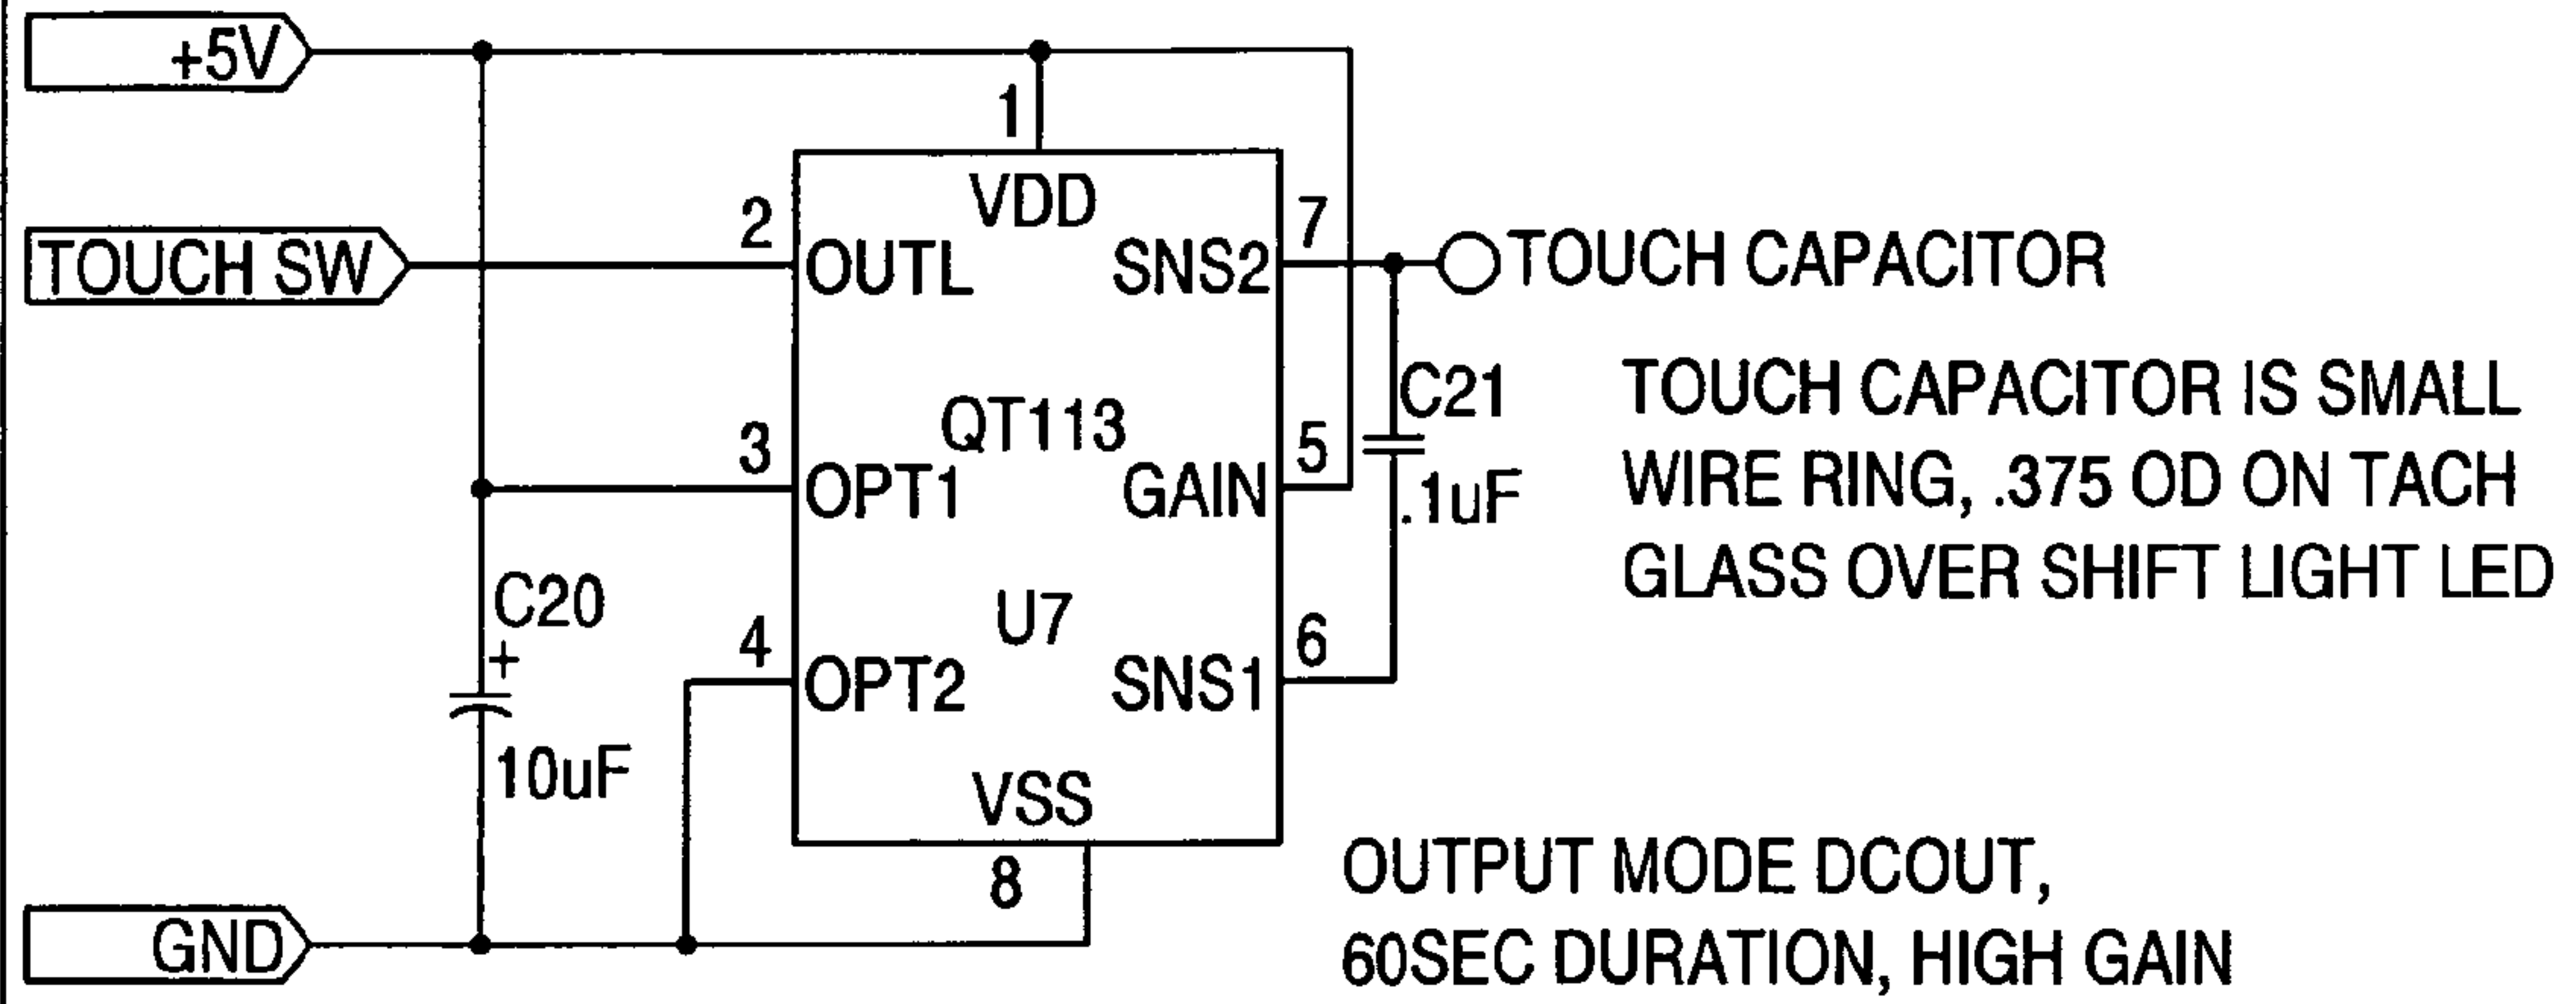 +5V
1
VDD
2
7
TOUCH SW
OUTL
SNS2
TOUCH CAPACITOR
C21
TOUCH CAPACITOR IS SMALL
QT113
3
5
OPT1
GAIN
.1uF
WIRE RING, .375 OD ON TACH
GLASS OVER SHIFT LIGHT LED
C20
+
U7
4
6
OPT2
SNS1
10uF
VSS
8
OUTPUT MODE DCOUT,
GND
60SEC DURATION, HIGH GAIN